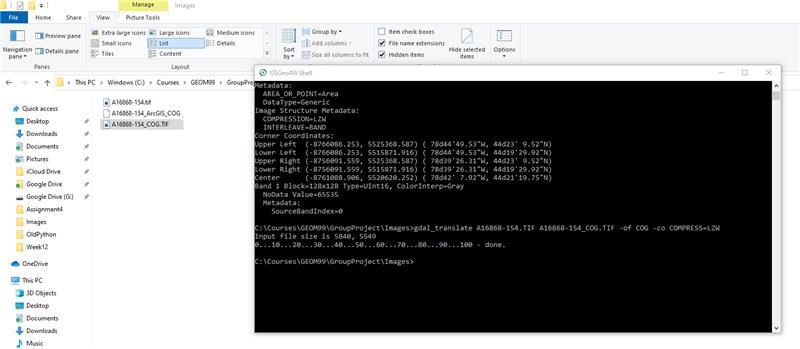 Manage
Images
File
Home
Share
View
Picture Tools
Navigation pane
Preview pane
Details pane
Panes
Extra large icons
Large icons
Medium icons
Small icons
List
Details
Tiles
Content
Layout
Sort by
Group by
Add columns
Size all columns to fit
Current view
Item check boxes
File name extensions
Hidden items
Hide selected items
Show/hide
Options
This PC
Windows (C:)
Courses
GEOM99
GroupProject
Images
Quick access
Desktop
Downloads
Documents
Pictures
iCloud Drive
Google Drive
Google Drive (G:)
Assignment4
Images
OldPython
Week12
OneDrive
This PC
3D Objects
Desktop
Documents
Downloads
Music
A16868-154.tif
A16868-154_ArcGIS_COG
A16868-154_COG.TIF
OSGeo4W Shell
Metadata:
AREA_OR_POINT=Area
DataType=Generic
Image Structure Metadata:
COMPRESSION=LZW
INTERLEAVE=BAND
Corner Coordinates:
Upper Left (-8766086.253, 5525368.587) ( 78d44'49.53"W, 44d23' 9.52"N)
Lower Left (-8766086.253, 5515871.916) ( 78d44'49.53"W, 44d19'29.92"N)
Upper Right (-8756091.559, 5525368.587) ( 78d39'26.31"W, 44d23' 9.52"N)
Lower Right (-8756091.559, 5515871.916) ( 78d39'26.31"W, 44d19'29.92"N)
Center (-8761088.906, 5520620.252) ( 78d42' 7.92"W, 44d21'19.75"N)
Band 1 Block=128x128 Type=UInt16, ColorInterp=Gray
NoData Value=65535
Metadata:
SourceBandIndex=0
C:\Courses\GEOM99\GroupProject\Images>gdal_translate A16868-154.TIF A16868-154_COG.TIF -of COG -co COMPRESS=LZW
Input file size is 5840, 5549
0...10...20...30...40...50...60...70...80...90...100 - done.
C:\Courses\GEOM99\GroupProject\Images>